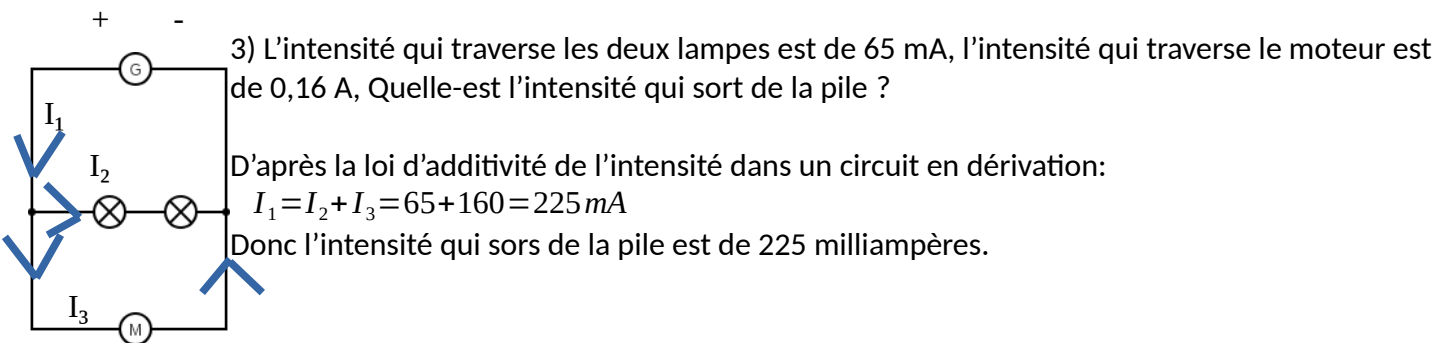 + -
G
3) L’intensité qui traverse les deux lampes est de 65 mA, l’intensité qui traverse le moteur est
de 0,16 A, Quelle-est l’intensité qui sort de la pile ?
I₁
I₂
D’après la loi d’additivité de l’intensité dans un circuit en dérivation:
I₁=I₂+I₃=65+160=225 mA
Donc l’intensité qui sors de la pile est de 225 milliampères.
I₃
M